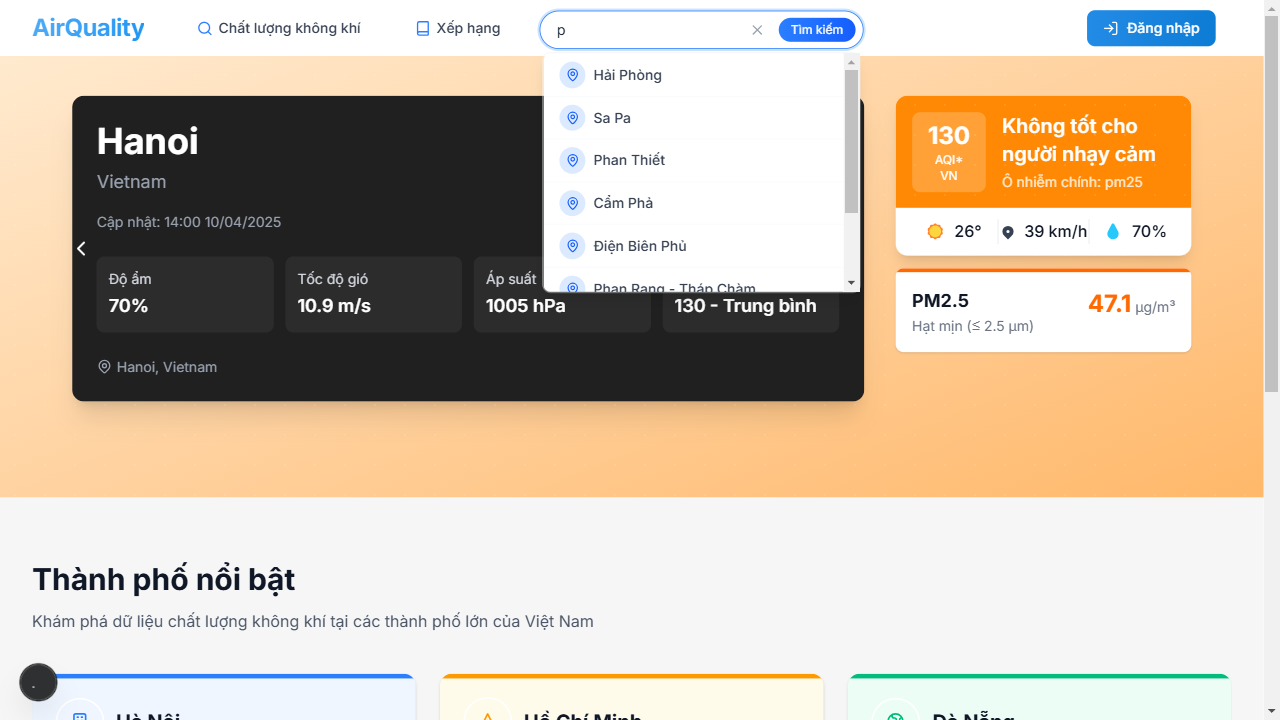 AirQuality
Chất lượng không khí
Xếp hạng
p
Tìm kiếm
Đăng nhập
Hải Phòng
Sa Pa
Phan Thiết
Cẩm Phả
Điện Biên Phủ
Phan Rang - Tháp Chàm
Hanoi
Vietnam
Cập nhật: 14:00 10/04/2025
Độ ẩm
70%
Tốc độ gió
10.9 m/s
Áp suất
1005 hPa
130 - Trung bình
Hanoi, Vietnam
130
AQI*
VN
Không tốt cho
người nhạy cảm
Ô nhiễm chính: pm25
26°
39 km/h
70%
PM2.5
47.1 µg/m³
Hạt mịn (≤ 2.5 µm)
Thành phố nổi bật
Khám phá dữ liệu chất lượng không khí tại các thành phố lớn của Việt Nam
Hà Nội
Hồ Chí Minh
Đà Nẵng